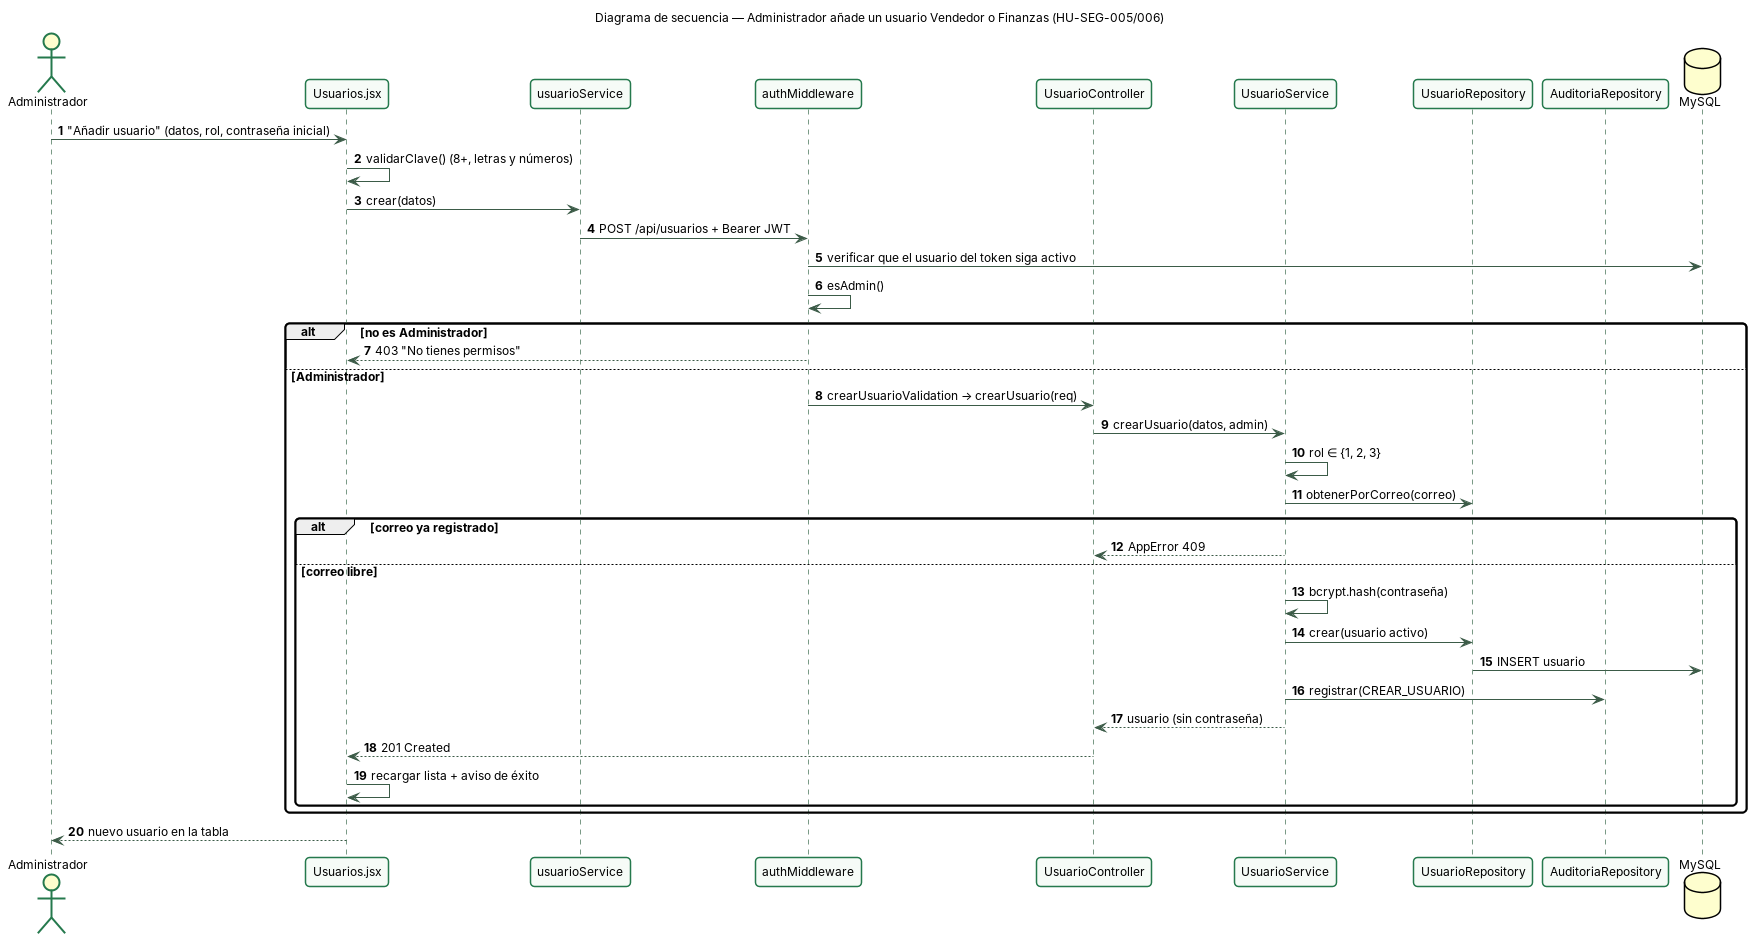 Diagrama de secuencia — Administrador añade un usuario Vendedor o Finanzas (HU-SEG-005/006)
Administrador
Usuarios.jsx
usuarioService
authMiddleware
UsuarioController
UsuarioService
UsuarioRepository
AuditoriaRepository
MySQL
1 "Añadir usuario" (datos, rol, contraseña inicial)
2 validarClave() (8+, letras y números)
3 crear(datos)
4 POST /api/usuarios + Bearer JWT
5 verificar que el usuario del token siga activo
6 esAdmin()
alt [no es Administrador]
7 403 "No tienes permisos"
[Administrador]
8 crearUsuarioValidation → crearUsuario(req)
9 crearUsuario(datos, admin)
10 rol ∈ {1, 2, 3}
11 obtenerPorCorreo(correo)
alt [correo ya registrado]
12 AppError 409
[correo libre]
13 bcrypt.hash(contraseña)
14 crear(usuario activo)
15 INSERT usuario
16 registrar(CREAR_USUARIO)
17 usuario (sin contraseña)
18 201 Created
19 recargar lista + aviso de éxito
20 nuevo usuario en la tabla
Administrador
Usuarios.jsx
usuarioService
authMiddleware
UsuarioController
UsuarioService
UsuarioRepository
AuditoriaRepository
MySQL